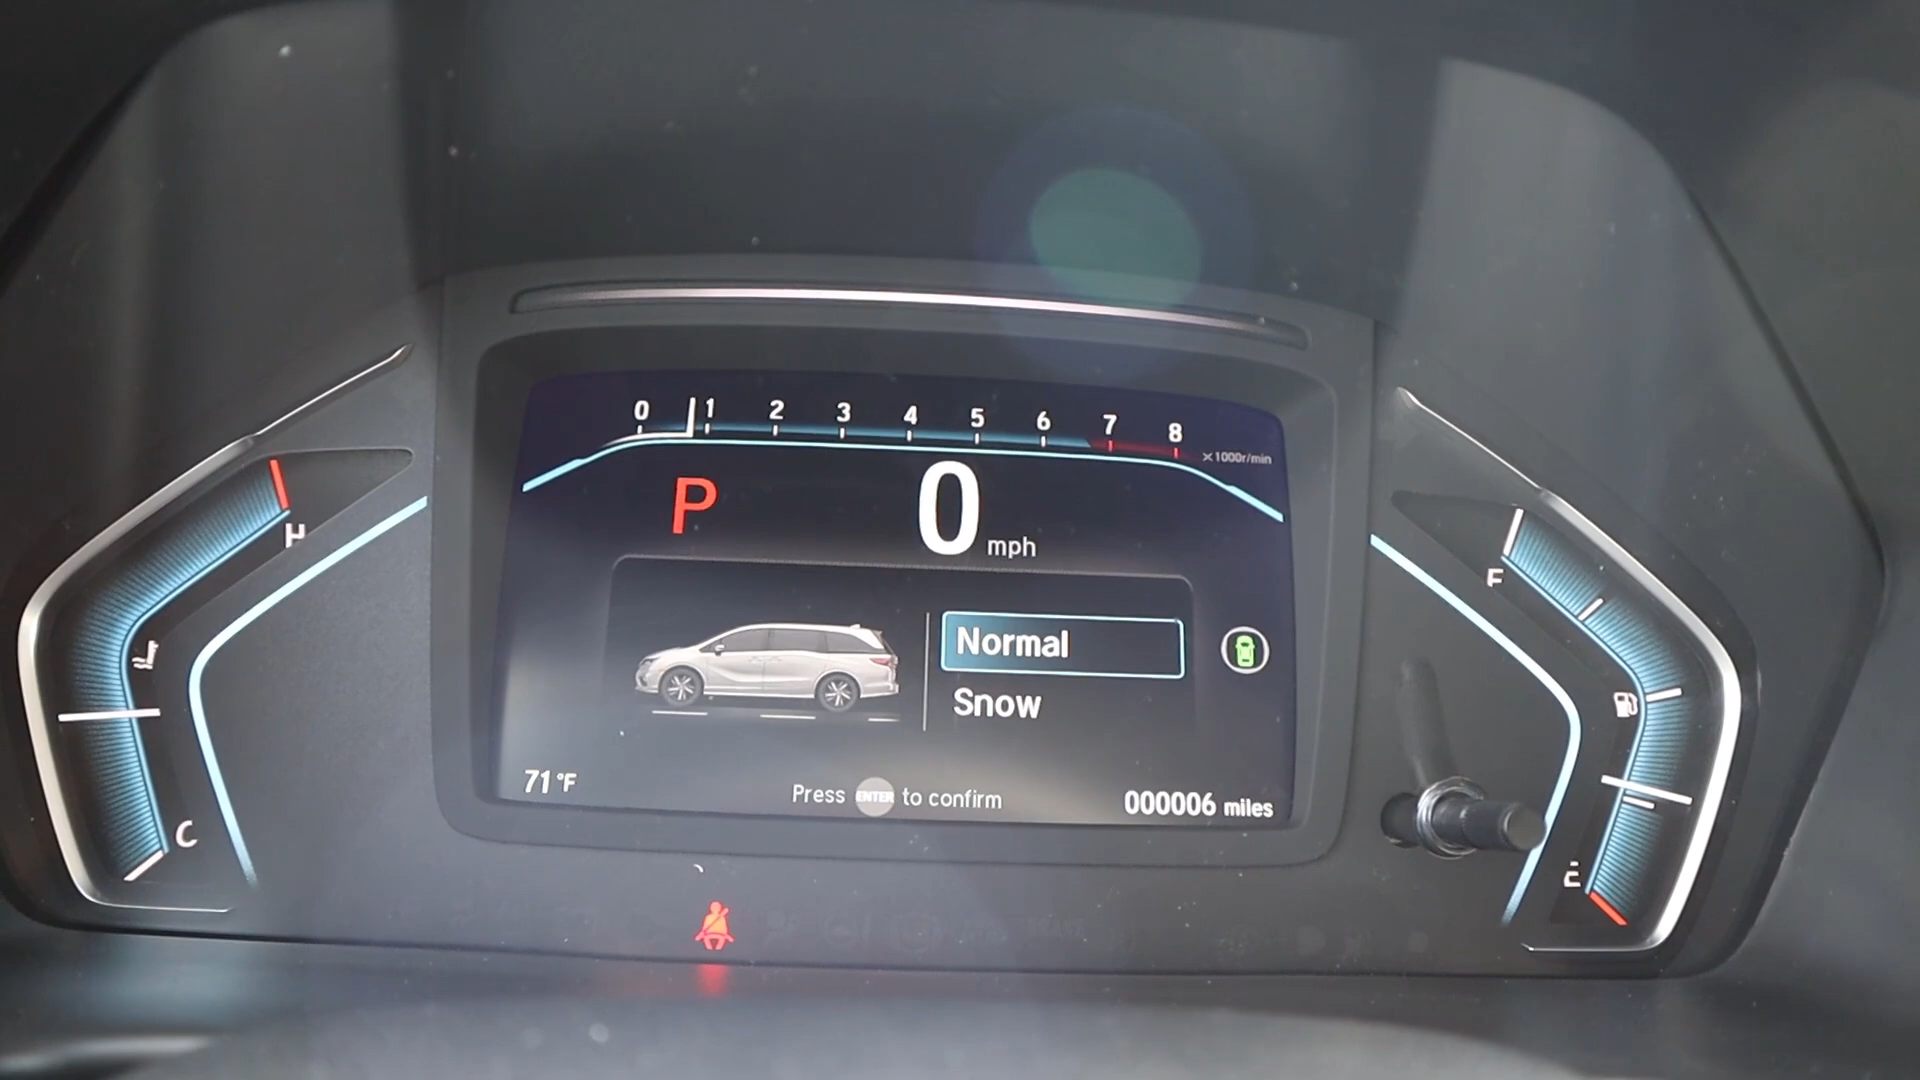 0 1 2 3 4 5 6 7 8
×1000r/min
P 0 mph
H
F
Normal
Snow
C
E
71°F
Press ENTER to confirm
000006 miles